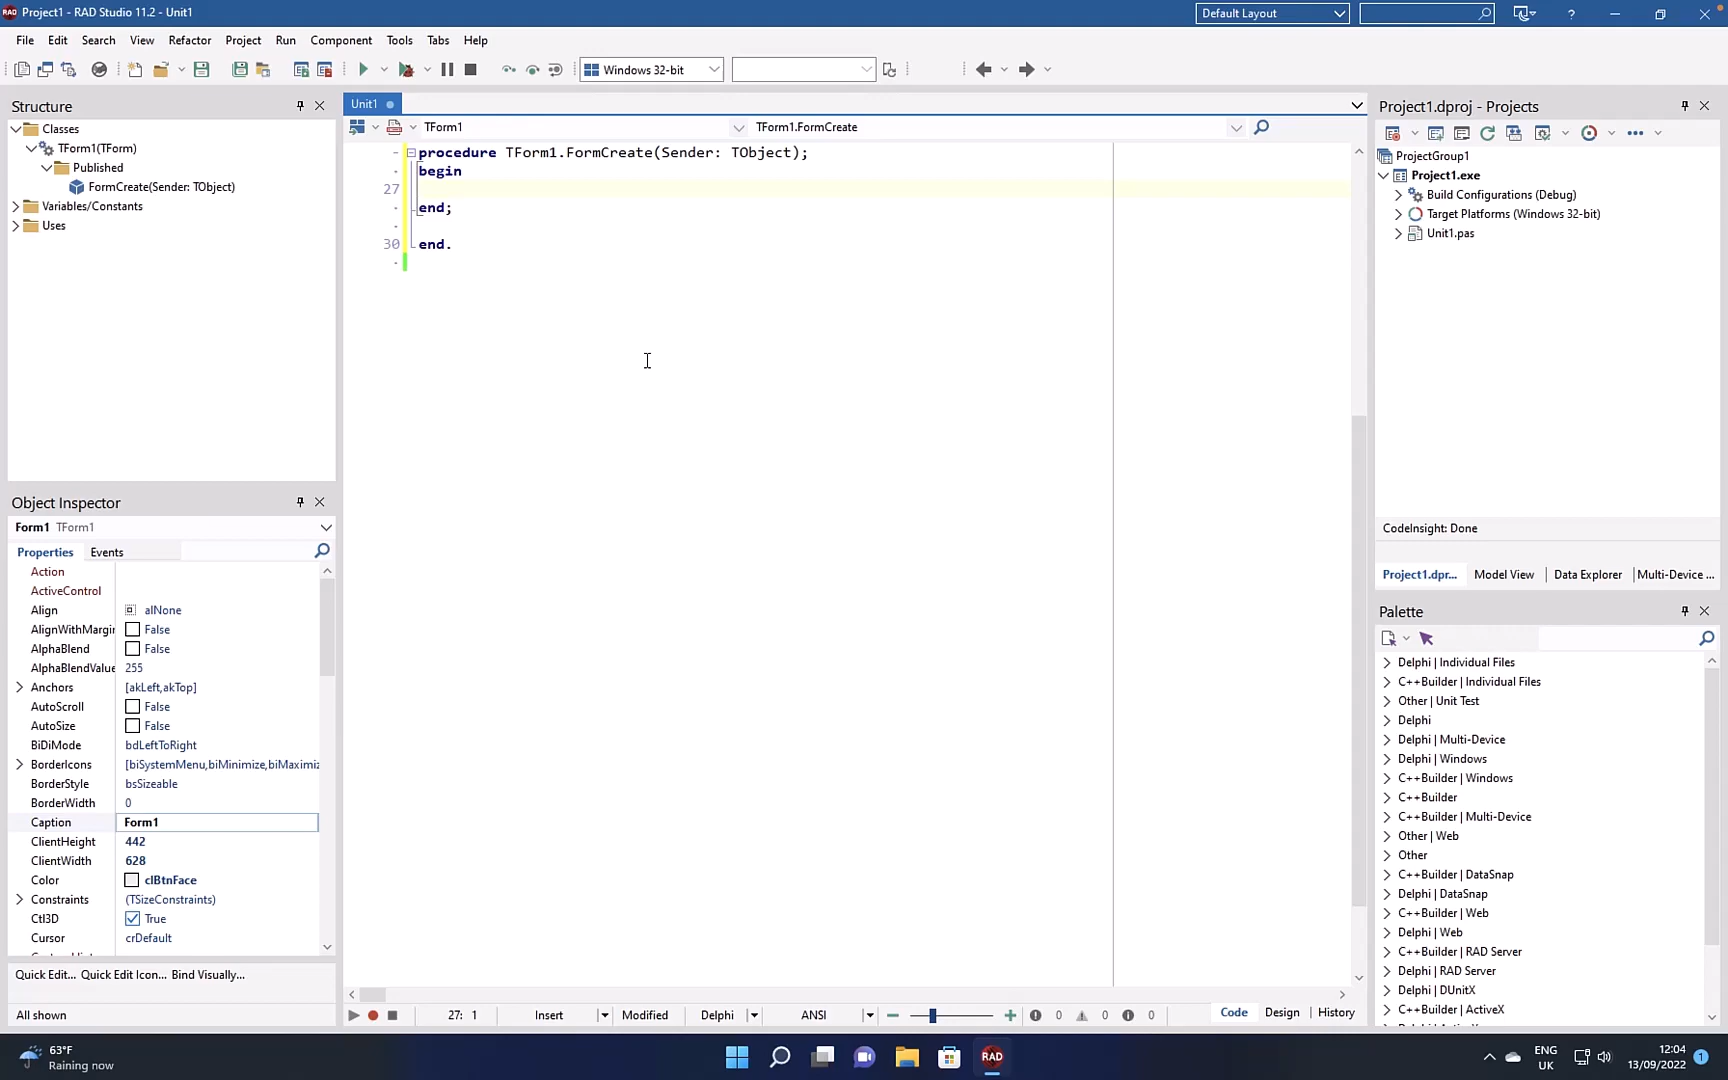 RAD Project1 - RAD Studio 11.2 - Unit1
Default Layout
?
File Edit View Search Refactor Project Run Component Tools Tabs Help
Windows 32-bit
Structure
Classes
TForm1(TForm)
Published
FormCreate(Sender: TObject)
Variables/Constants
Uses
Object Inspector
Form1 TForm1
Properties Events
Action
ActiveControl
Align alNone
AlignWithMargin False
AlphaBlend False
AlphaBlendValue 255
Anchors [akLeft,akTop]
AutoScroll False
AutoSize False
BiDiMode bdLeftToRight
BorderIcons [biSystemMenu,biMinimize,biMaximiz
BorderStyle bsSizeable
BorderWidth 0
Caption Form1
ClientHeight 442
ClientWidth 628
Color clBtnFace
Constraints (TSizeConstraints)
Ctl3D True
Cursor crDefault
Quick Edit... Quick Edit Icon... Bind Visually...
All shown
Unit1
TForm1 TForm1.FormCreate
procedure TForm1.FormCreate(Sender: TObject);
begin
27
end;
30 end.
27: 1 Insert Modified Delphi ANSI 0 0 0 Code Design History
Project1.dproj - Projects
ProjectGroup1
Project1.exe
Build Configurations (Debug)
Target Platforms (Windows 32-bit)
Unit1.pas
CodeInsight: Done
Project1.dpr... Model View Data Explorer Multi-Device ...
Palette
Delphi | Individual Files
C++Builder | Individual Files
Other | Unit Test
Delphi
Delphi | Multi-Device
Delphi | Windows
C++Builder | Windows
C++Builder
C++Builder | Multi-Device
Other | Web
Other
C++Builder | DataSnap
Delphi | DataSnap
C++Builder | Web
Delphi | Web
C++Builder | RAD Server
Delphi | RAD Server
Delphi | DUnitX
C++Builder | ActiveX
63°F
Raining now
RAD
ENG
UK
12:04
13/09/2022
1